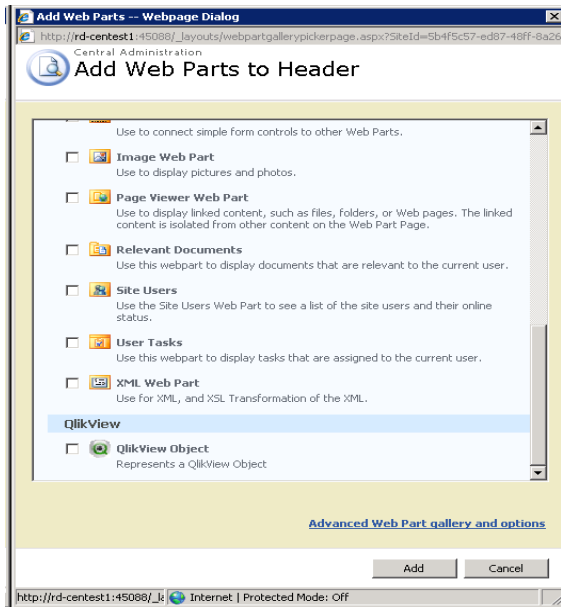 Add Web Parts -- Webpage Dialog
http://rd-centest1:45088/_layouts/webpartgallerypickerpage.aspx?SiteId=5b4f5c57-ed87-48ff-8a26
Central Administration
Add Web Parts to Header
Use to connect simple form controls to other Web Parts.
Image Web Part
Use to display pictures and photos.
Page Viewer Web Part
Use to display linked content, such as files, folders, or Web pages. The linked
content is isolated from other content on the Web Part Page.
Relevant Documents
Use this webpart to display documents that are relevant to the current user.
Site Users
Use the Site Users Web Part to see a list of the site users and their online
status.
User Tasks
Use this webpart to display tasks that are assigned to the current user.
XML Web Part
Use for XML, and XSL Transformation of the XML.
QlikView
QlikView Object
Represents a QlikView Object
Advanced Web Part gallery and options
Add Cancel
http://rd-centest1:45088/_la Internet | Protected Mode: Off